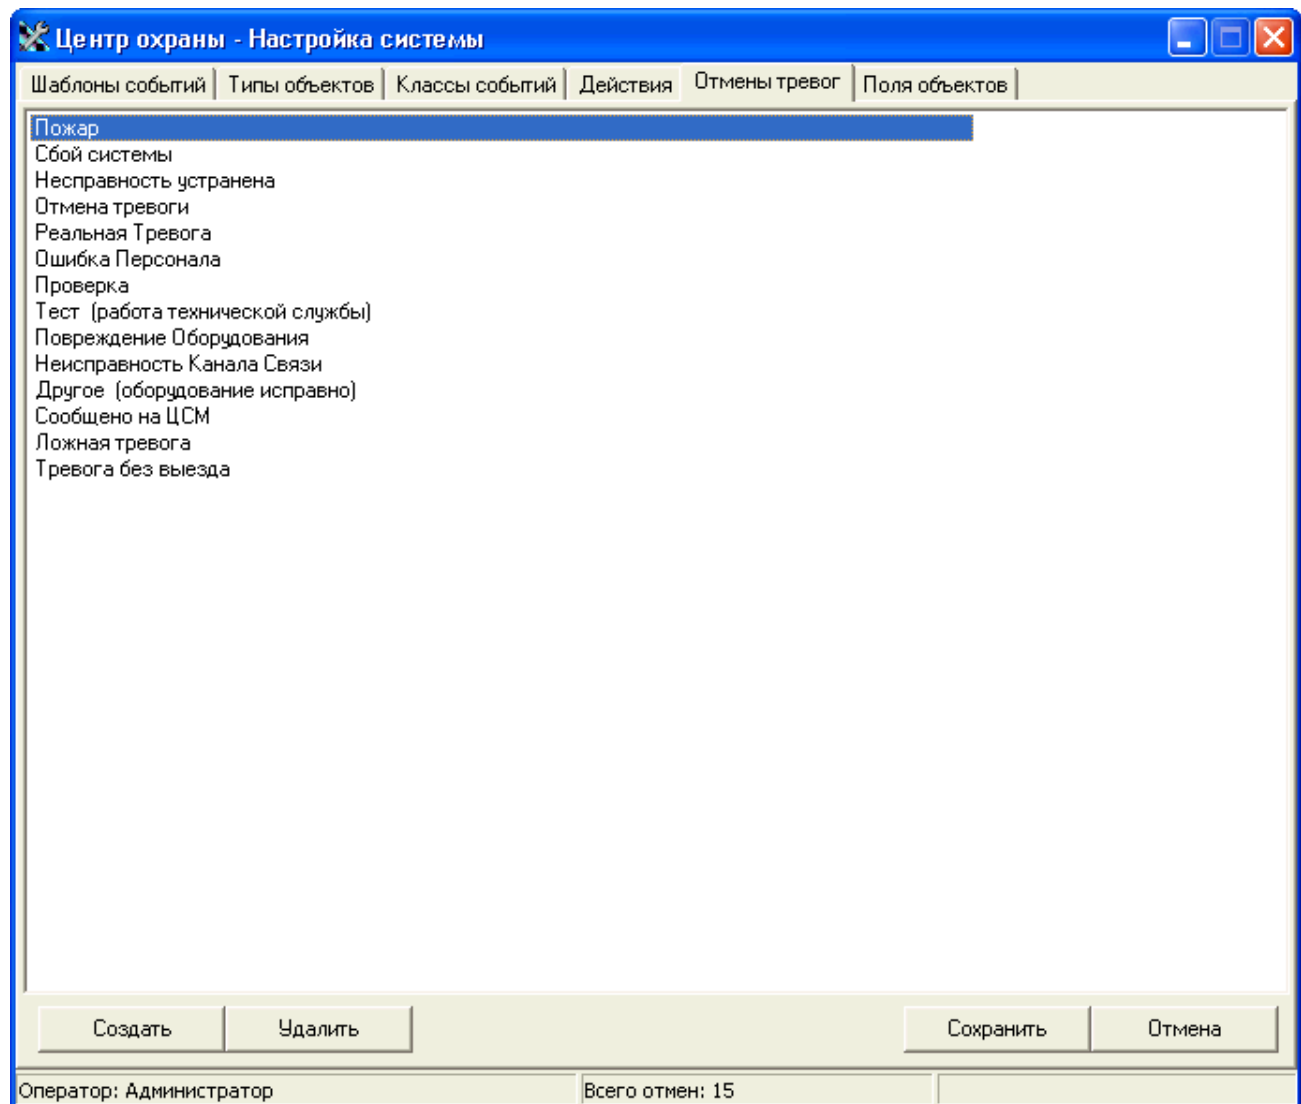 Центр охраны - Настройка системы
Шаблоны событий Типы объектов Классы событий Действия Отмены тревог Поля объектов
Пожар
Сбой системы
Несправность устранена
Отмена тревоги
Реальная Тревога
Ошибка Персонала
Проверка
Тест (работа технической службы)
Повреждение Оборудования
Неисправность Канала Связи
Другое (оборудование исправно)
Сообщено на ЦСМ
Ложная тревога
Тревога без выезда
Создать Удалить Сохранить Отмена
Оператор: Администратор Всего отмен: 15